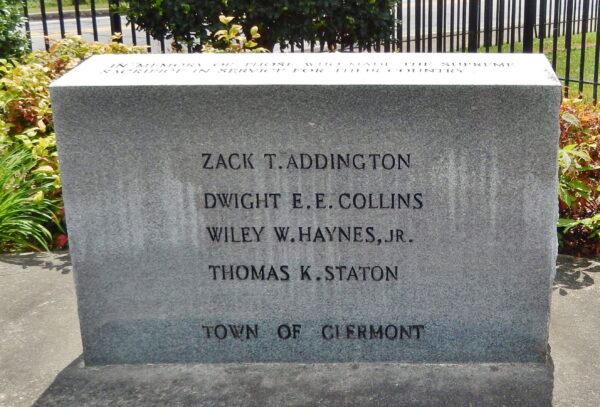 IN MEMORY OF THOSE WHO MADE THE SUPREME
SACRIFICE IN SERVICE FOR THEIR COUNTRY
ZACK T. ADDINGTON
DWIGHT E. E. COLLINS
WILEY W. HAYNES, JR.
THOMAS K. STATON
TOWN OF CLERMONT